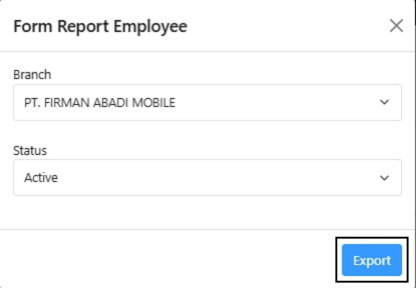 Form Report Employee
Branch
PT. FIRMAN ABADI MOBILE
Status
Active
Export